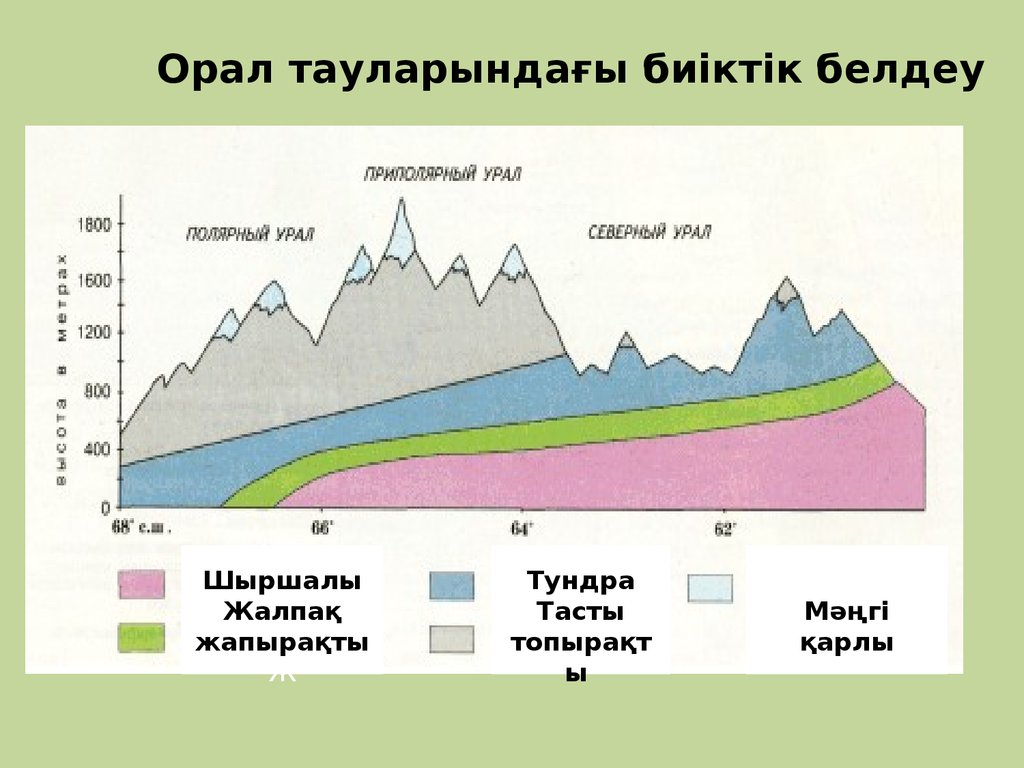 Орал тауларындағы биіктік белдеу
ПРИПОЛЯРНЫЙ УРАЛ
ПОЛЯРНЫЙ УРАЛ
СЕВЕРНЫЙ УРАЛ
высота в метрах
1800
1600
1200
800
400
0
68° с.ш.
66°
64°
62°
Шыршалы
Жалпақ
жапырақты
ж
Тундра
Тасты
топырақт
ы
Мәңгі
қарлы